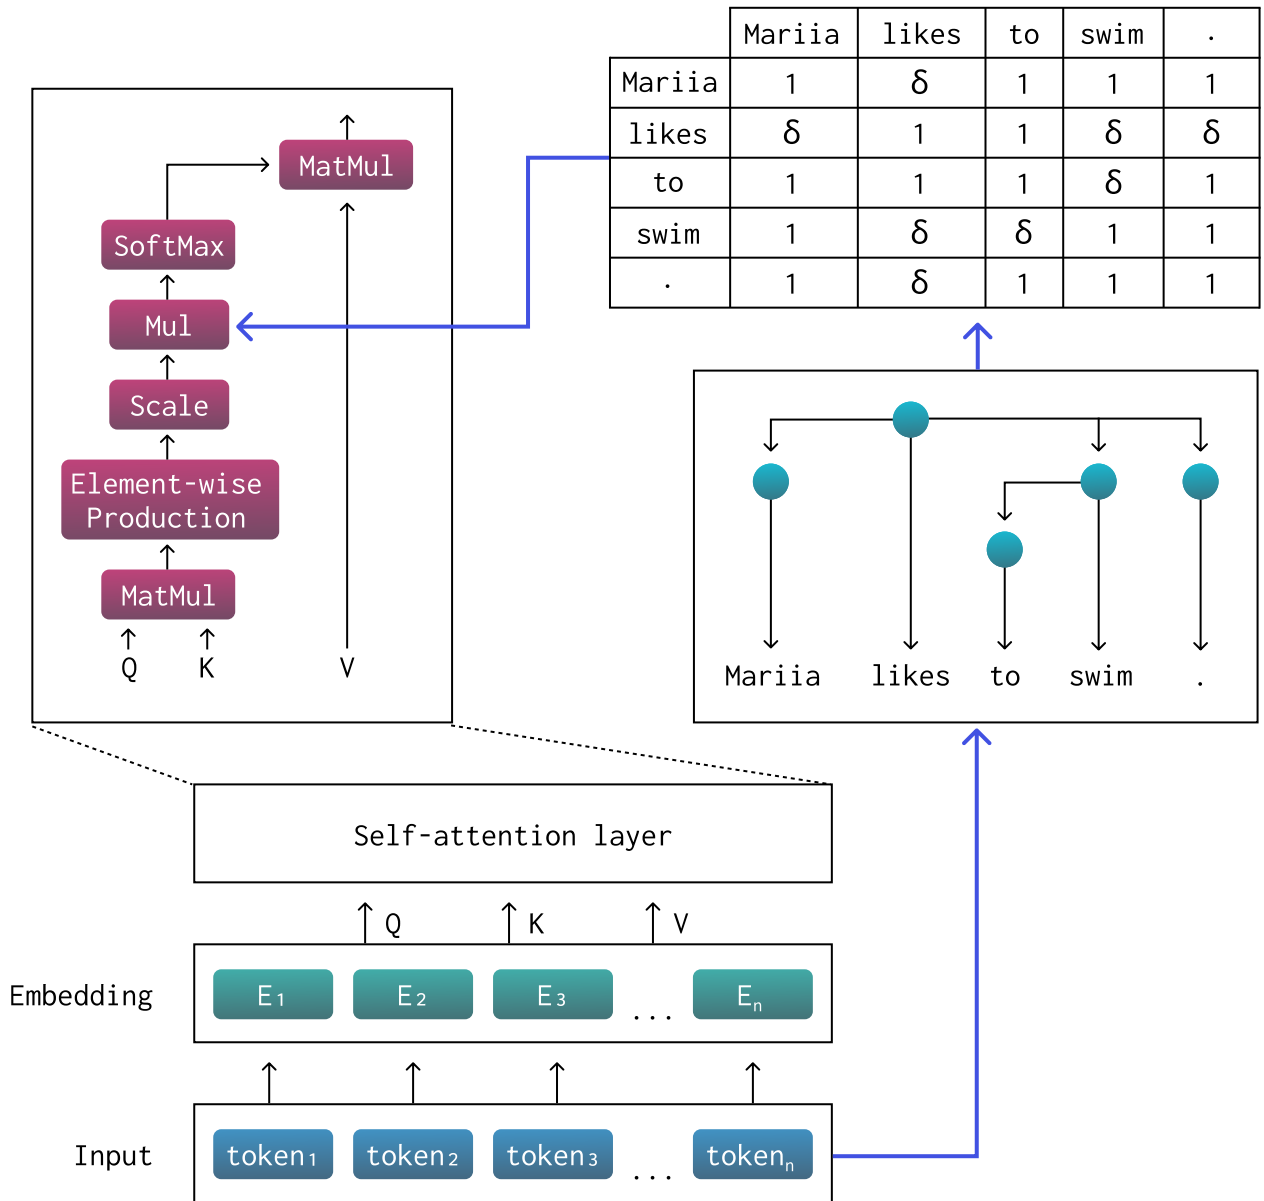 Mariia likes to swim .
Mariia 1 δ 1 1 1
likes δ 1 1 δ δ
to 1 1 1 δ 1
swim 1 δ δ 1 1
. 1 δ 1 1 1
MatMul
SoftMax
Mul
Scale
Element-wise
Production
MatMul
Q K V
Mariia likes to swim .
Self-attention layer
Q K V
Embedding E1 E2 E3 ... En
Input token1 token2 token3 ... tokenn